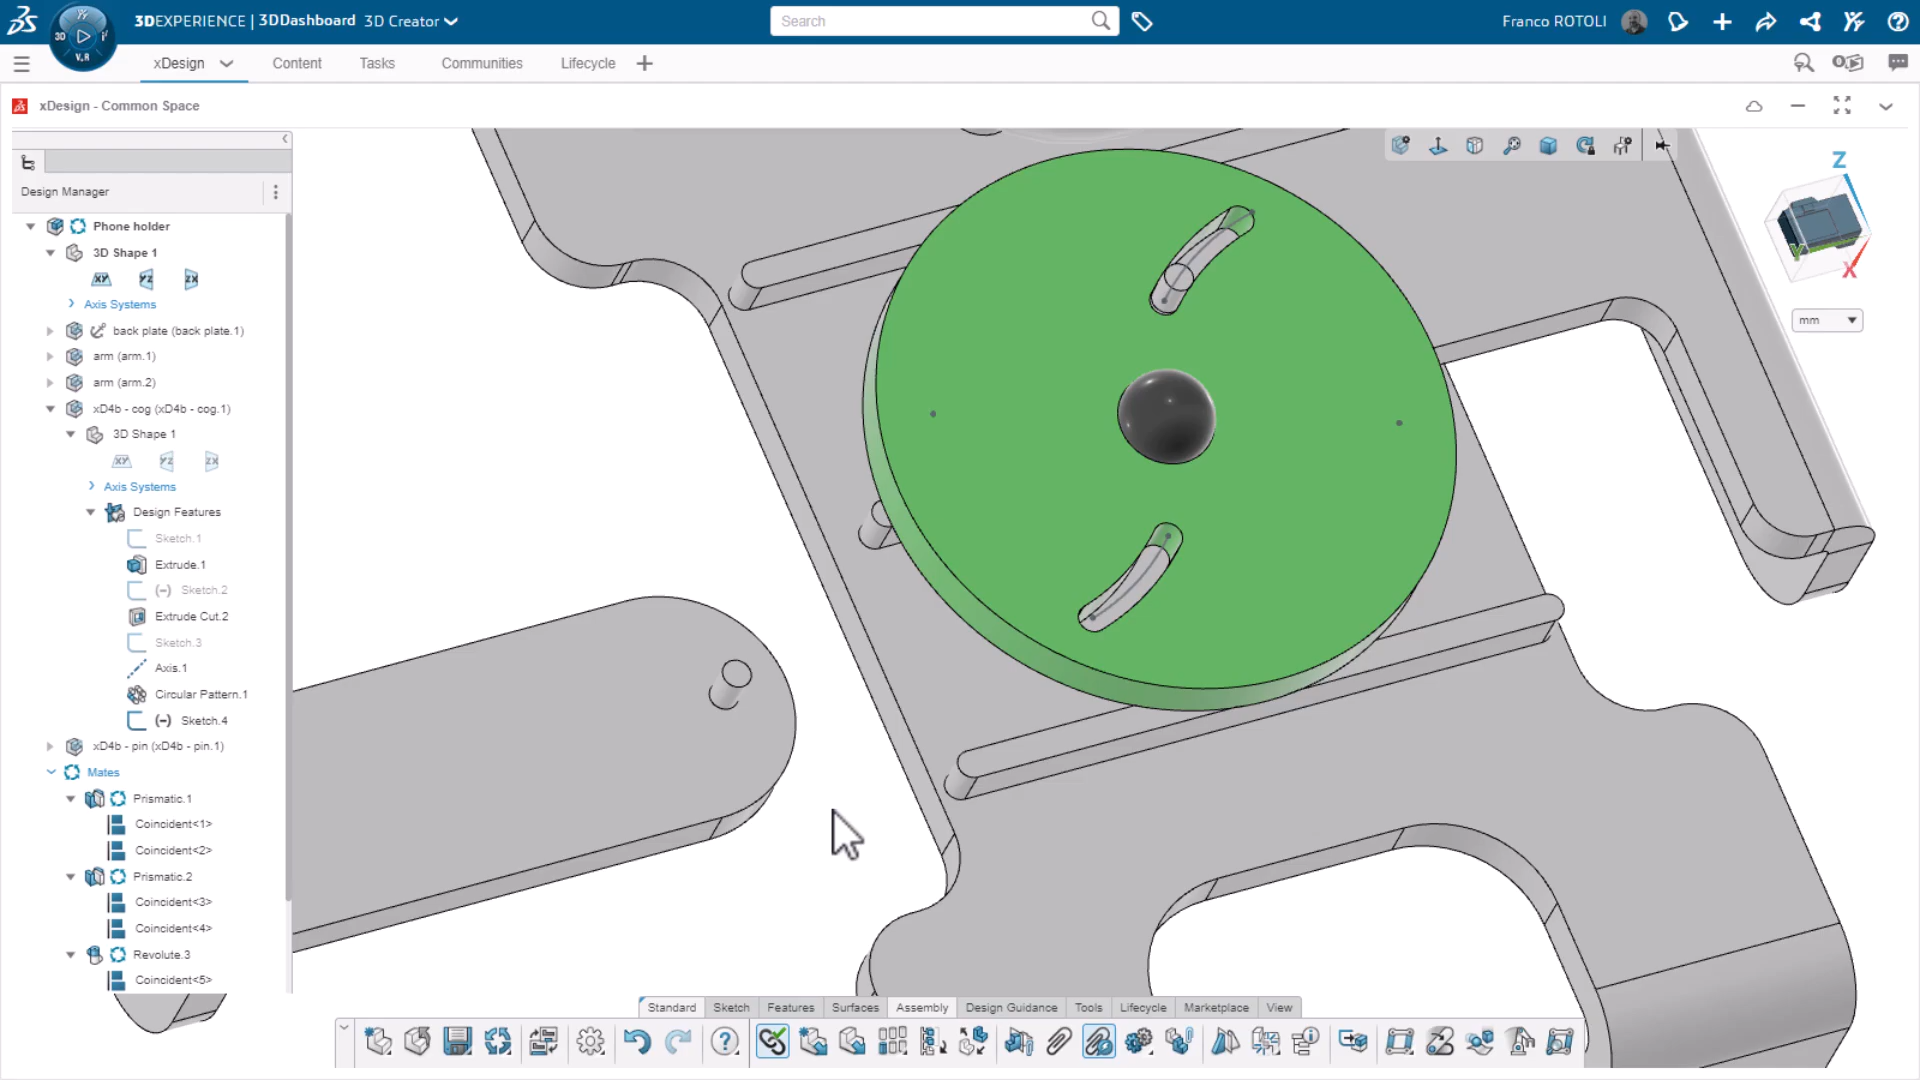 3DEXPERIENCE | 3DDashboard 3D Creator
Search
Franco ROTOLI
3D
V.R
xDesign
Content
Tasks
Communities
Lifecycle
xDesign - Common Space
Design Manager
Phone holder
3D Shape 1
XY YZ ZX
Axis Systems
back plate (back plate.1)
arm (arm.1)
arm (arm.2)
xD4b - cog (xD4b - cog.1)
3D Shape 1
XY YZ ZX
Axis Systems
Design Features
Sketch.1
Extrude.1
(-) Sketch.2
Extrude Cut.2
Sketch.3
Axis.1
Circular Pattern.1
(-) Sketch.4
xD4b - pin (xD4b - pin.1)
Mates
Prismatic.1
Coincident<1>
Coincident<2>
Prismatic.2
Coincident<3>
Coincident<4>
Revolute.3
Coincident<5>
Z
Y
X
mm
Standard
Sketch
Features
Surfaces
Assembly
Design Guidance
Tools
Lifecycle
Marketplace
View